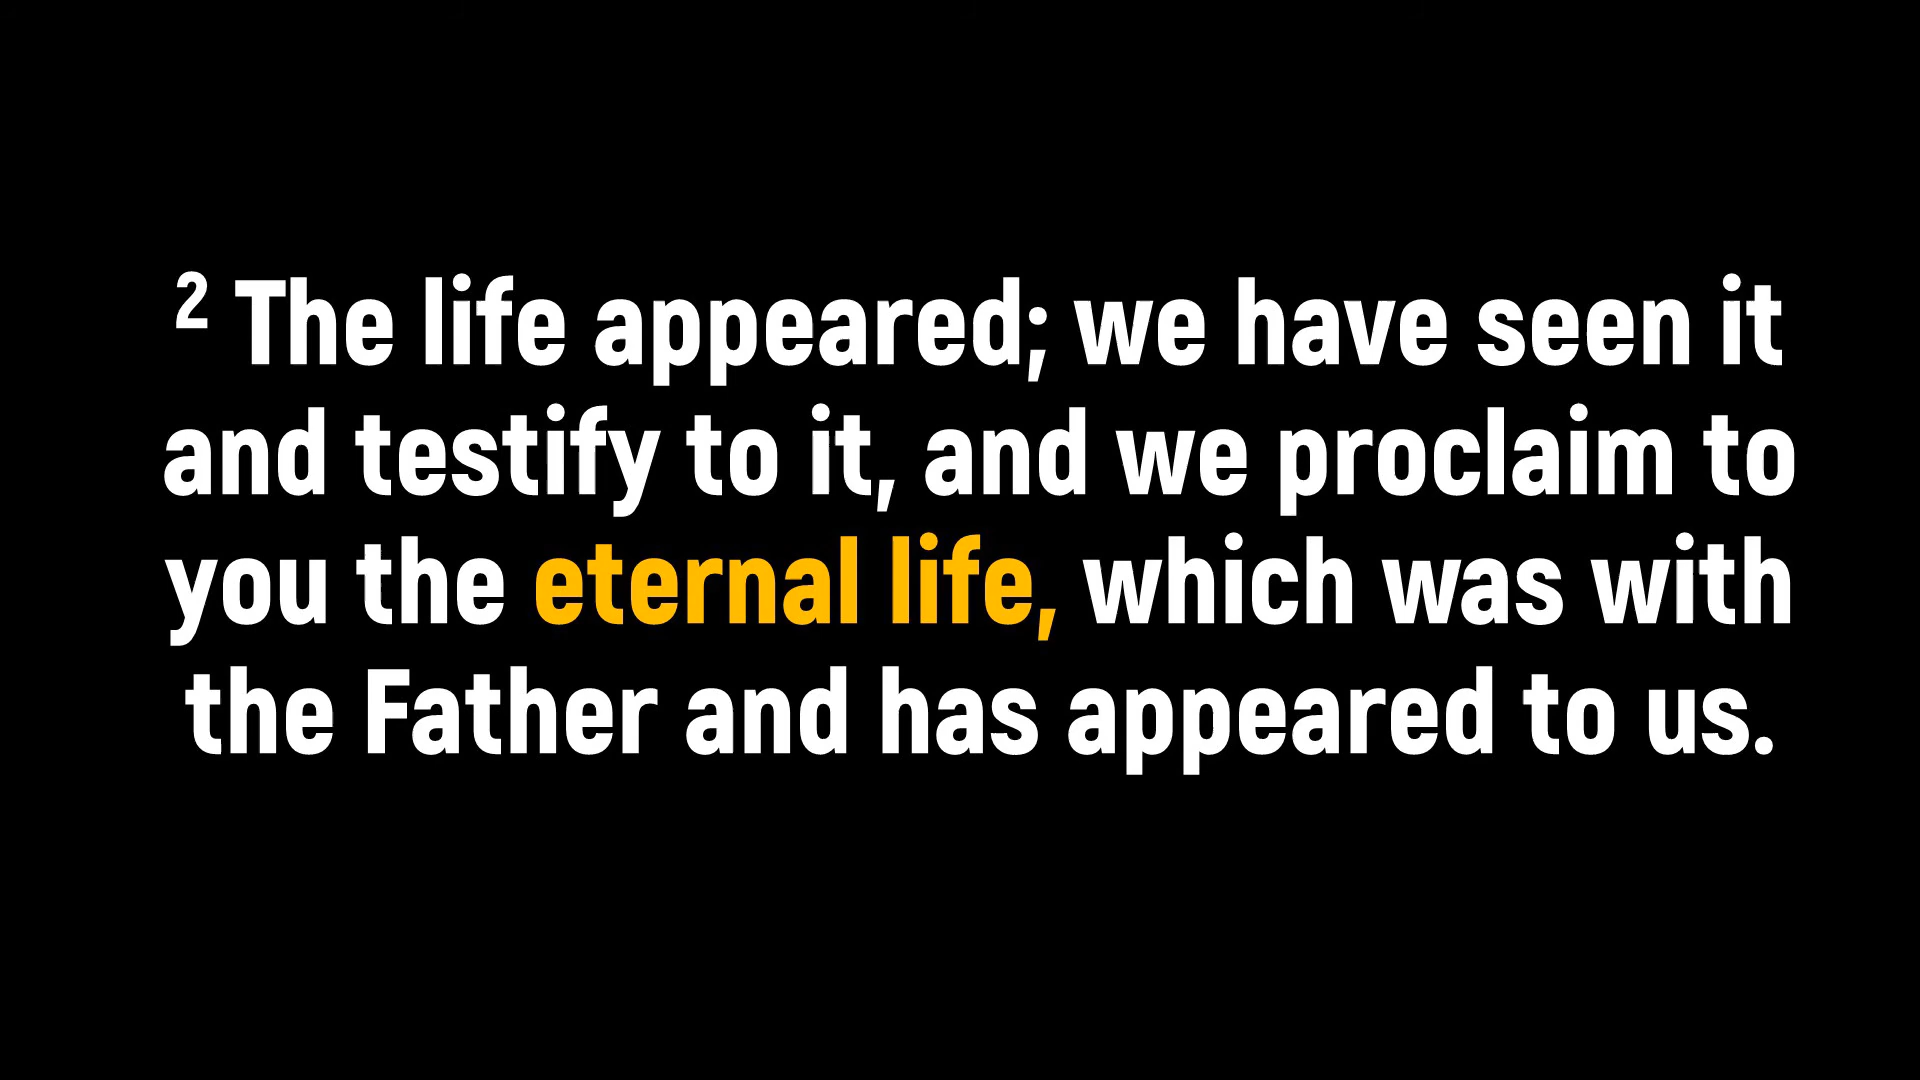 ² The life appeared; we have seen it
and testify to it, and we proclaim to
you the eternal life, which was with
the Father and has appeared to us.